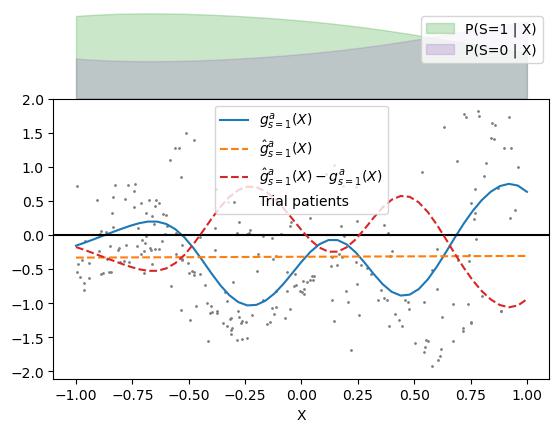 P(S=1 | X)
P(S=0 | X)
2.0
1.5
1.0
0.5
0.0
−0.5
−1.0
−1.5
−2.0
g^a_{s=1}(X)
ĝ^a_{s=1}(X)
ĝ^a_{s=1}(X) − g^a_{s=1}(X)
Trial patients
−1.00 −0.75 −0.50 −0.25 0.00 0.25 0.50 0.75 1.00
X